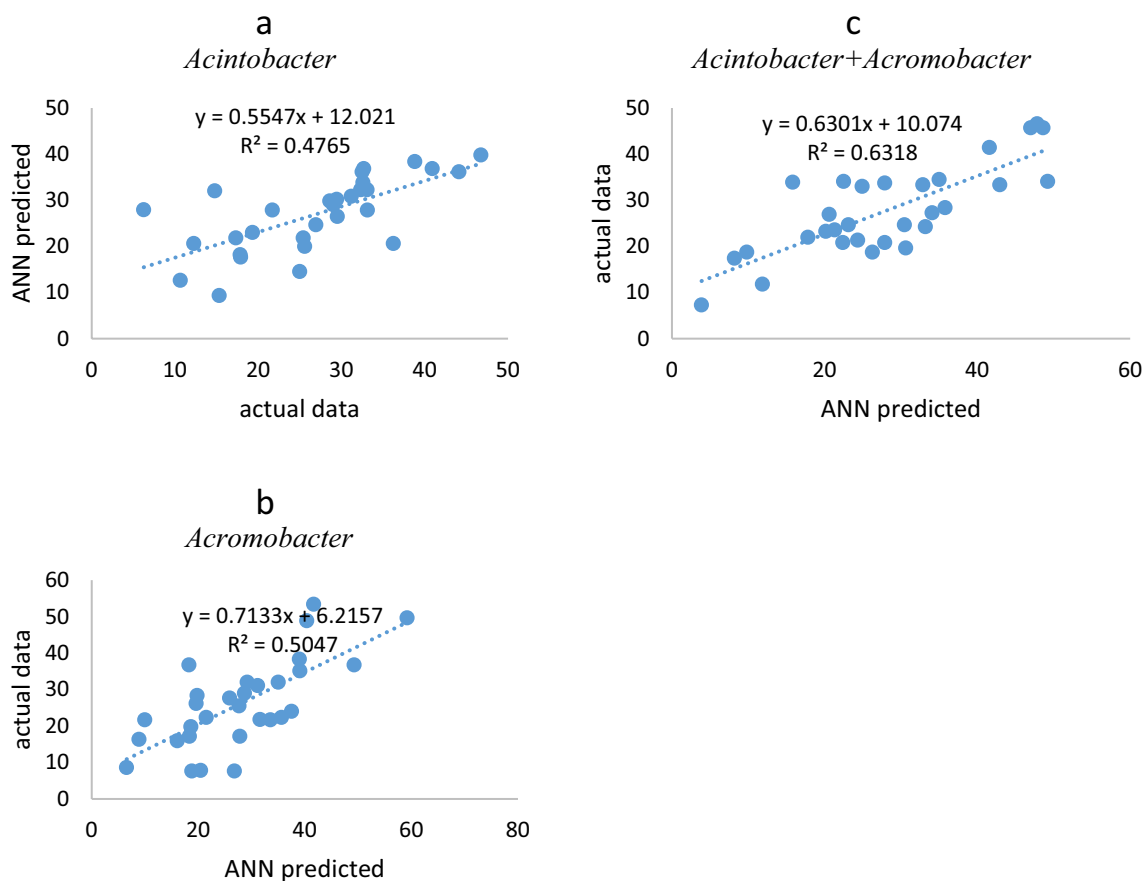 a
Acintobacter
y = 0.5547x + 12.021
R² = 0.4765
ANN predicted
50
40
30
20
10
0
0 10 20 30 40 50
actual data
c
Acintobacter+Acromobacter
y = 0.6301x + 10.074
R² = 0.6318
actual data
50
40
30
20
10
0
0 20 40 60
ANN predicted
b
Acromobacter
y = 0.7133x + 6.2157
R² = 0.5047
actual data
60
50
40
30
20
10
0
0 20 40 60 80
ANN predicted